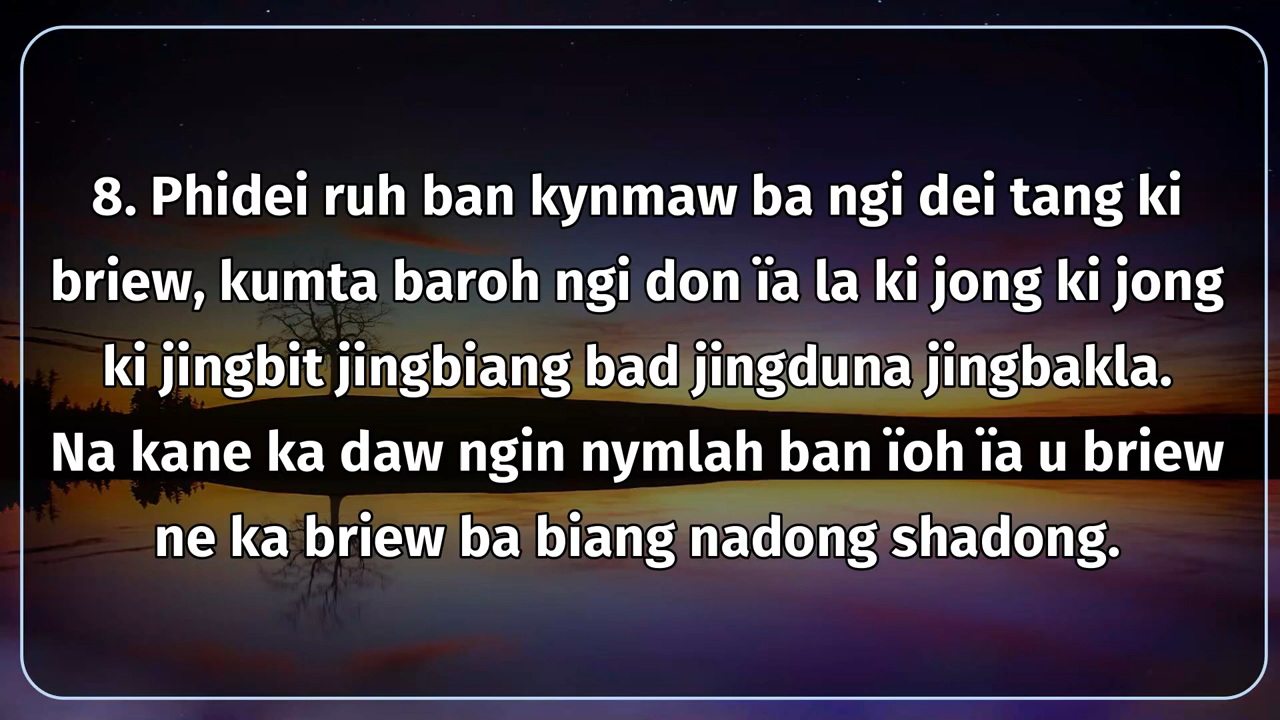 8. Phidei ruh ban kynmaw ba ngi dei tang ki
briew, kumta baroh ngi don ïa la ki jong ki jong
ki jingbit jingbiang bad jingduna jingbakla.
Na kane ka daw ngin nymlah ban ïoh ïa u briew
ne ka briew ba biang nadong shadong.